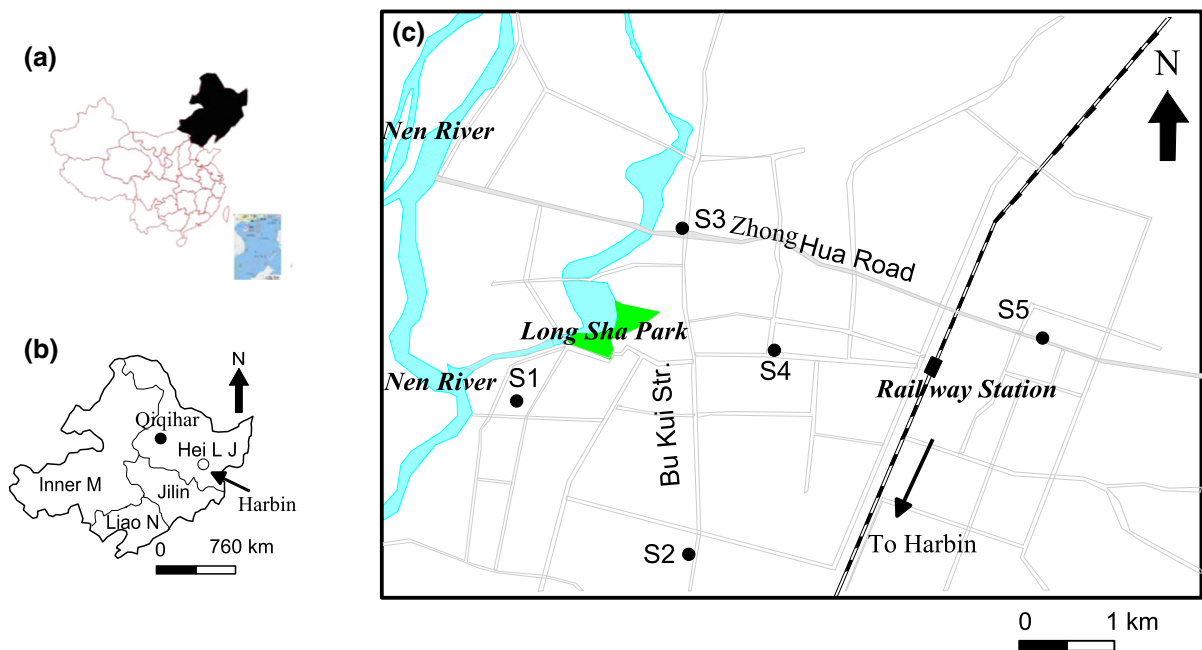 (a)
(b)
N
Qiqihar
Hei L J
Inner M
Jilin
Harbin
Liao N
0 760 km
(c)
N
Nen River
S3
Zhong Hua Road
Long Sha Park
S5
Nen River
S1
S4
Railway Station
Bu Kui Str.
S2
To Harbin
0 1 km